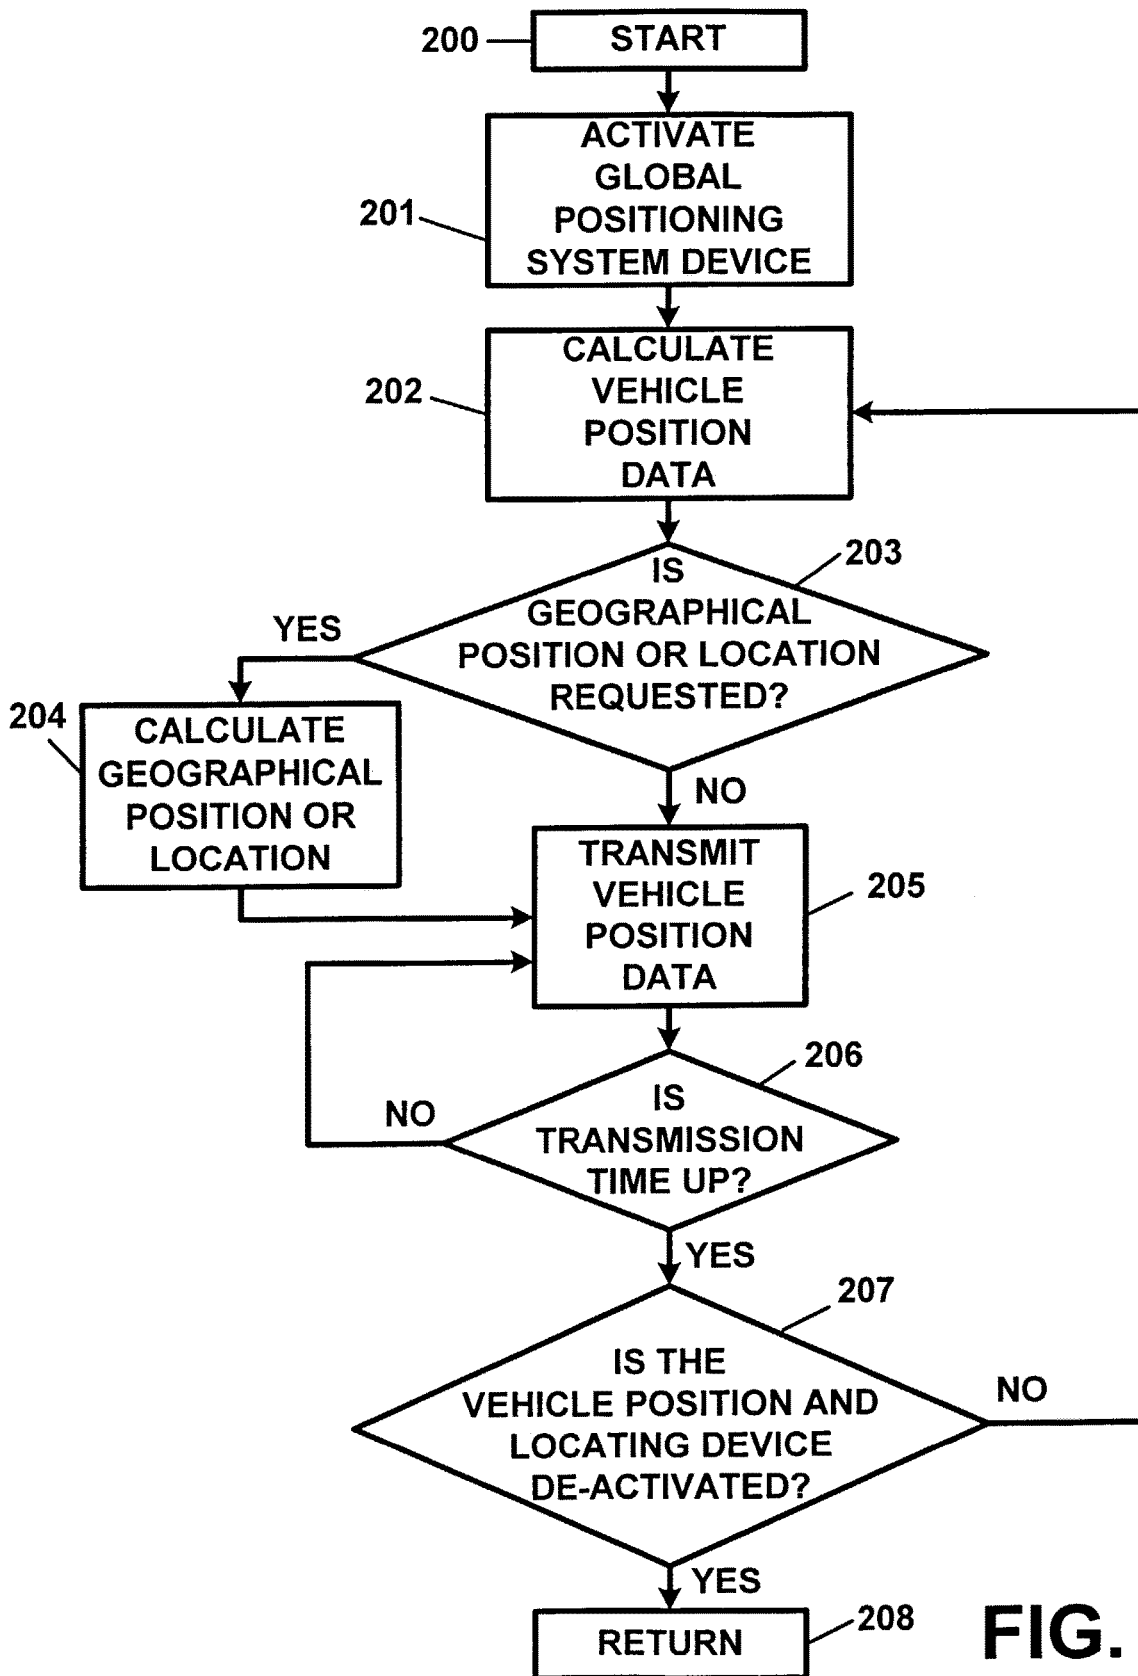 200
START
ACTIVATE
GLOBAL
POSITIONING
SYSTEM DEVICE
201
CALCULATE
VEHICLE
POSITION
DATA
202
203
IS
GEOGRAPHICAL
POSITION OR LOCATION
REQUESTED?
YES
204
CALCULATE
GEOGRAPHICAL
POSITION OR
LOCATION
NO
TRANSMIT
VEHICLE
POSITION
DATA
205
206
IS
TRANSMISSION
TIME UP?
NO
YES
207
IS THE
VEHICLE POSITION AND
LOCATING DEVICE
DE-ACTIVATED?
NO
YES
RETURN
208
FIG.